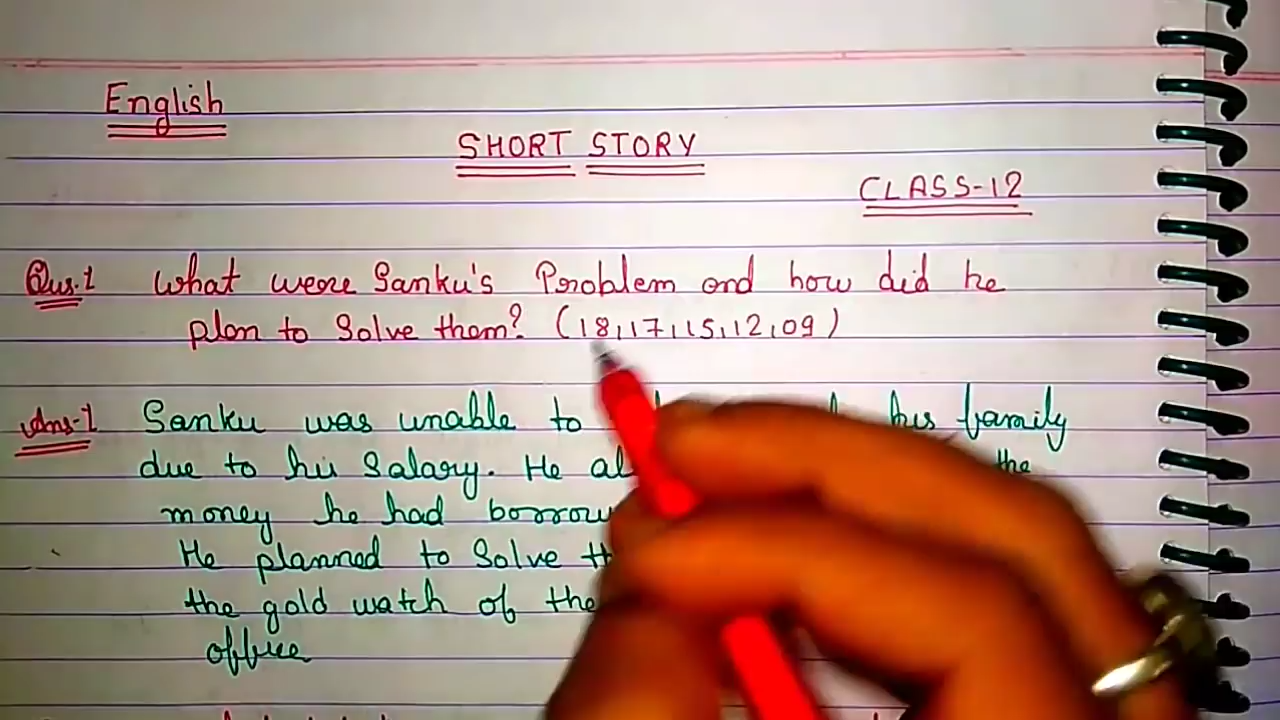 English
SHORT STORY
CLASS-12
Qus.1 What were Sanku's Problem and how did he
plan to Solve them? (18,17,15,12,09)
Ans-1 Sanku was unable to his family
due to his Salary. He al the
money he had borrow
He planned to Solve th
the gold watch of the
office